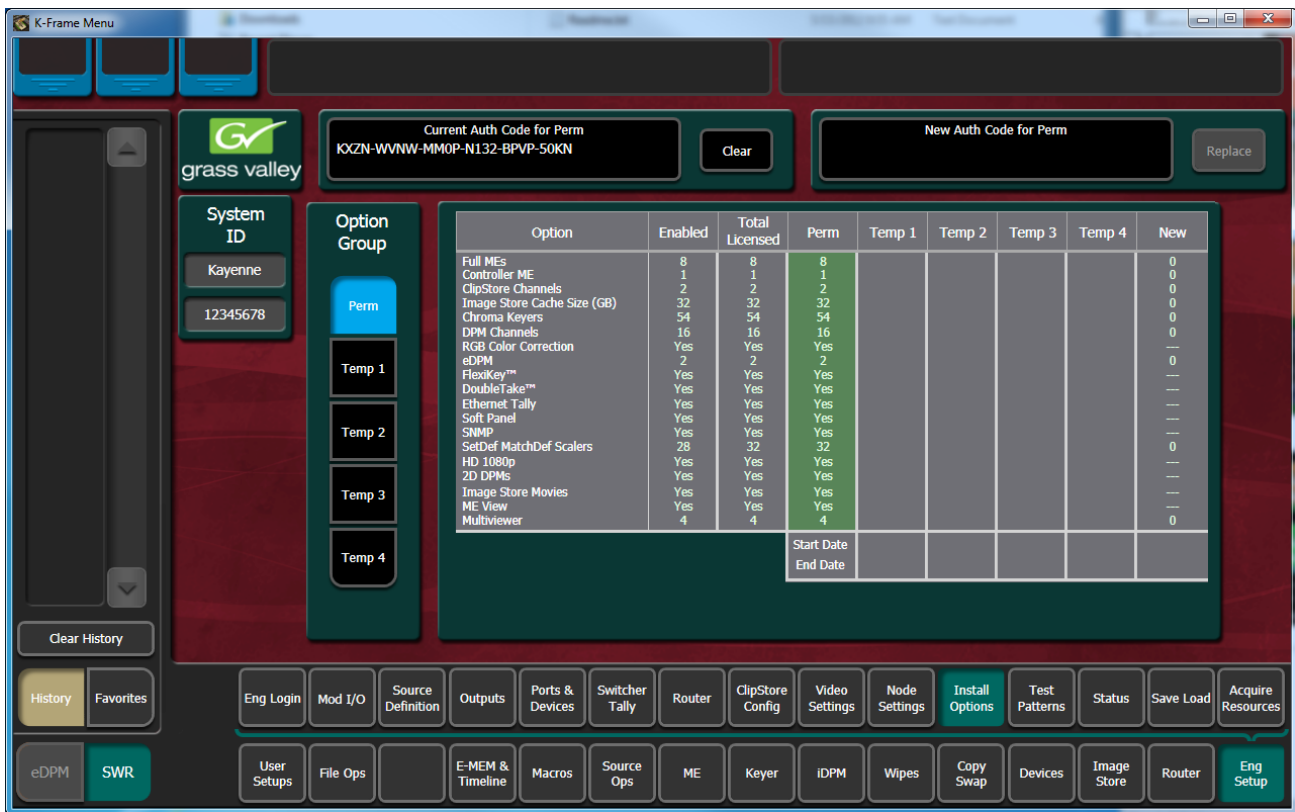 K-Frame Menu
Current Auth Code for Perm
KXZN-WVNW-MM0P-N132-BPVP-50KN
Clear
New Auth Code for Perm
Replace
grass valley
System ID
Kayenne
12345678
Option Group
Perm
Temp 1
Temp 2
Temp 3
Temp 4
Option Enabled Total Licensed Perm Temp 1 Temp 2 Temp 3 Temp 4 New
Full MEs 8 8 8 0
Controller ME 1 1 1 0
ClipStore Channels 2 2 2 0
Image Store Cache Size (GB) 32 32 32 0
Chroma Keyers 54 54 54 0
DPM Channels 16 16 16 0
RGB Color Correction Yes Yes Yes ---
eDPM 2 2 2 0
FlexiKey™ Yes Yes Yes ---
DoubleTake™ Yes Yes Yes ---
Ethernet Tally Yes Yes Yes ---
Soft Panel Yes Yes Yes ---
SNMP Yes Yes Yes ---
SetDef MatchDef Scalers 28 32 32 0
HD 1080p Yes Yes Yes ---
2D DPMs Yes Yes Yes ---
Image Store Movies Yes Yes Yes ---
ME View Yes Yes Yes ---
Multiviewer 4 4 4 0
Start Date
End Date
Clear History
History Favorites
Eng Login Mod I/O Source Definition Outputs Ports & Devices Switcher Tally Router ClipStore Config Video Settings Node Settings Install Options Test Patterns Status Save Load Acquire Resources
eDPM SWR
User Setups File Ops E-MEM & Timeline Macros Source Ops ME Keyer iDPM Wipes Copy Swap Devices Image Store Router Eng Setup